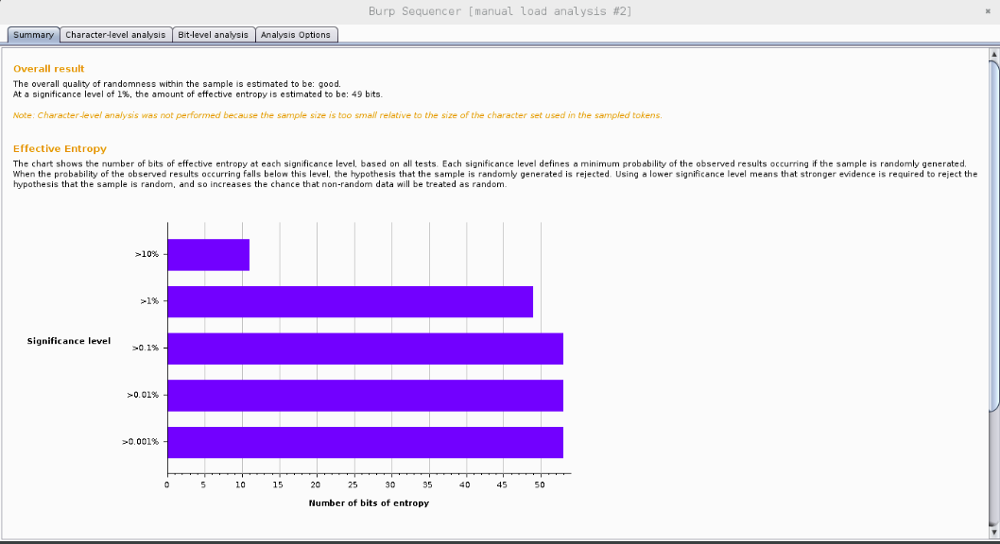 Burp Sequencer [manual load analysis #2]
Summary Character-level analysis Bit-level analysis Analysis Options
Overall result
The overall quality of randomness within the sample is estimated to be: good.
At a significance level of 1%, the amount of effective entropy is estimated to be: 49 bits.
Note: Character-level analysis was not performed because the sample size is too small relative to the size of the character set used in the sampled tokens.
Effective Entropy
The chart shows the number of bits of effective entropy at each significance level, based on all tests. Each significance level defines a minimum probability of the observed results occurring if the sample is randomly generated.
When the probability of the observed results occurring falls below this level, the hypothesis that the sample is randomly generated is rejected. Using a lower significance level means that stronger evidence is required to reject the
hypothesis that the sample is random, and so increases the chance that non-random data will be treated as random.
>10%
>1%
Significance level
>0.1%
>0.01%
>0.001%
0 5 10 15 20 25 30 35 40 45 50
Number of bits of entropy